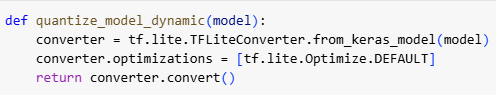 def quantize_model_dynamic(model):
    converter = tf.lite.TFLiteConverter.from_keras_model(model)
    converter.optimizations = [tf.lite.Optimize.DEFAULT]
    return converter.convert()